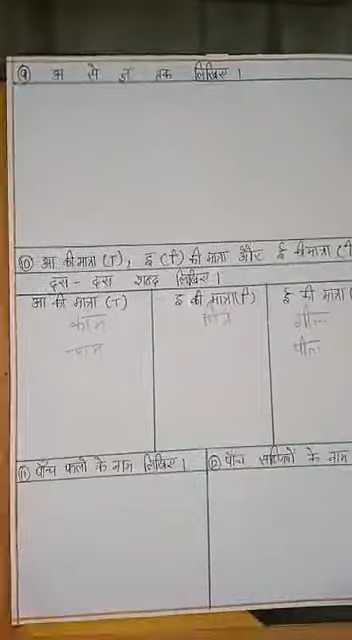 (9) अ से ज्ञ तक लिखिए।
(10) आ की मात्रा (ा), इ (ि) की मात्रा और ई की मात्रा (ी
दस - दस शब्द लिखिए।
आ की मात्रा (ा) इ की मात्रा (ि) ई की मात्रा (
काम
(11) पाँच फलों के नाम लिखिए। (12) पाँच सब्जियों के नाम